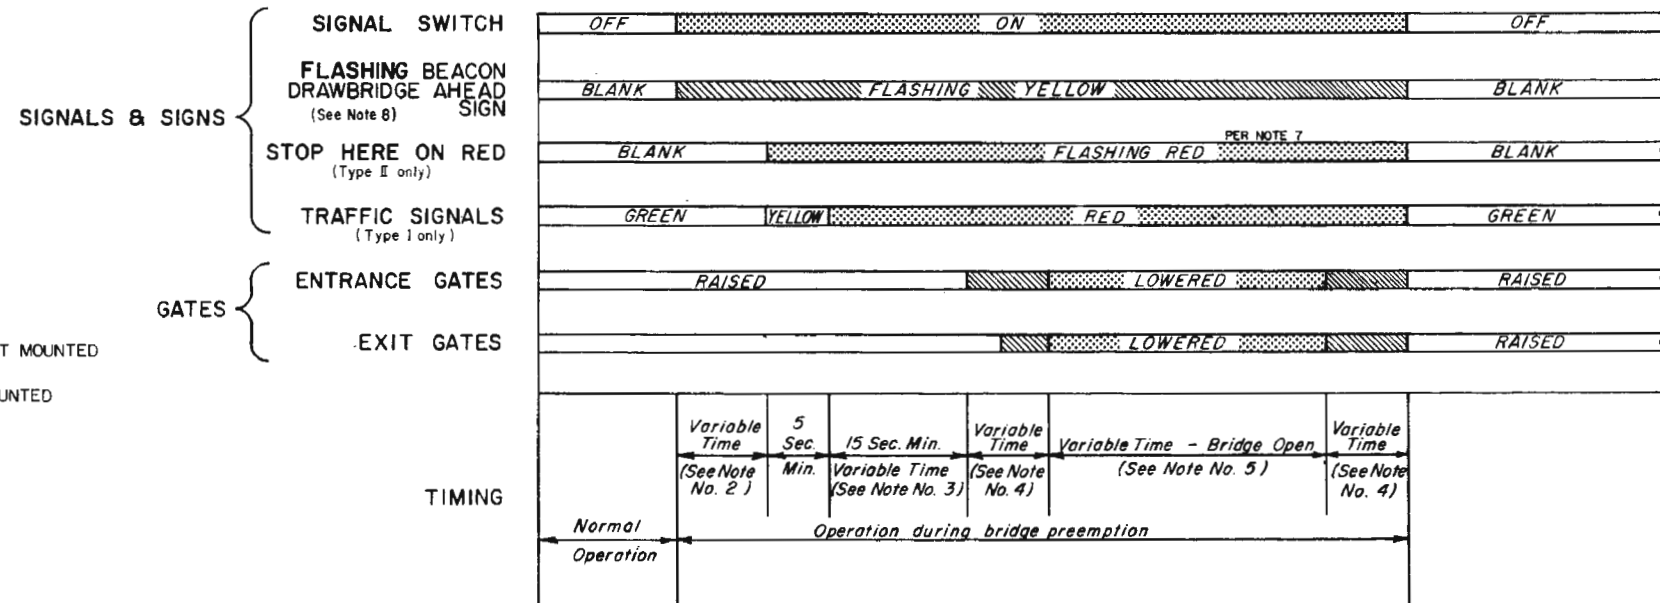 SIGNAL SWITCH OFF ON OFF
FLASHING BEACON
DRAWBRIDGE AHEAD
SIGN
(See Note 8)
BLANK FLASHING YELLOW BLANK
SIGNALS & SIGNS
PER NOTE 7
STOP HERE ON RED BLANK FLASHING RED BLANK
(Type II only)
TRAFFIC SIGNALS GREEN YELLOW RED GREEN
(Type I only)
ENTRANCE GATES RAISED LOWERED RAISED
GATES
EXIT GATES LOWERED RAISED
T MOUNTED
UNTED
TIMING
Variable
Time
(See Note
No. 2)
5
Sec.
Min.
15 Sec. Min.
Variable Time
(See Note No. 3)
Variable
Time
(See Note
No. 4)
Variable Time - Bridge Open
(See Note No. 5)
Variable
Time
(See Note
No. 4)
Normal
Operation
Operation during bridge preemption